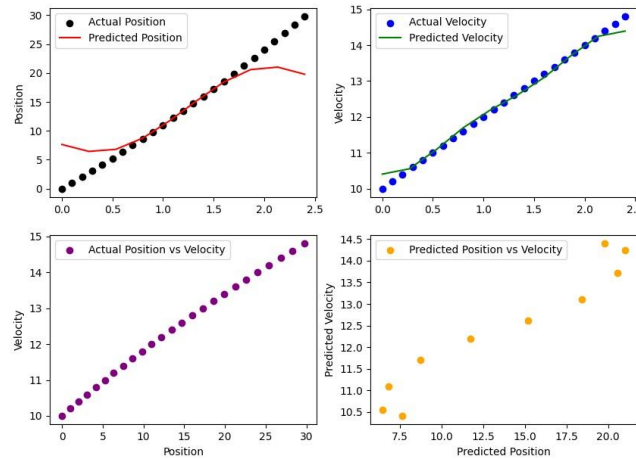 Actual Position
Predicted Position
Position
30
25
20
15
10
5
0
0.0 0.5 1.0 1.5 2.0 2.5
Actual Velocity
Predicted Velocity
Velocity
15
14
13
12
11
10
0.0 0.5 1.0 1.5 2.0 2.5
Actual Position vs Velocity
Velocity
15
14
13
12
11
10
0 5 10 15 20 25 30
Position
Predicted Position vs Velocity
Predicted Velocity
14.5
14.0
13.5
13.0
12.5
12.0
11.5
11.0
10.5
7.5 10.0 12.5 15.0 17.5 20.0
Predicted Position